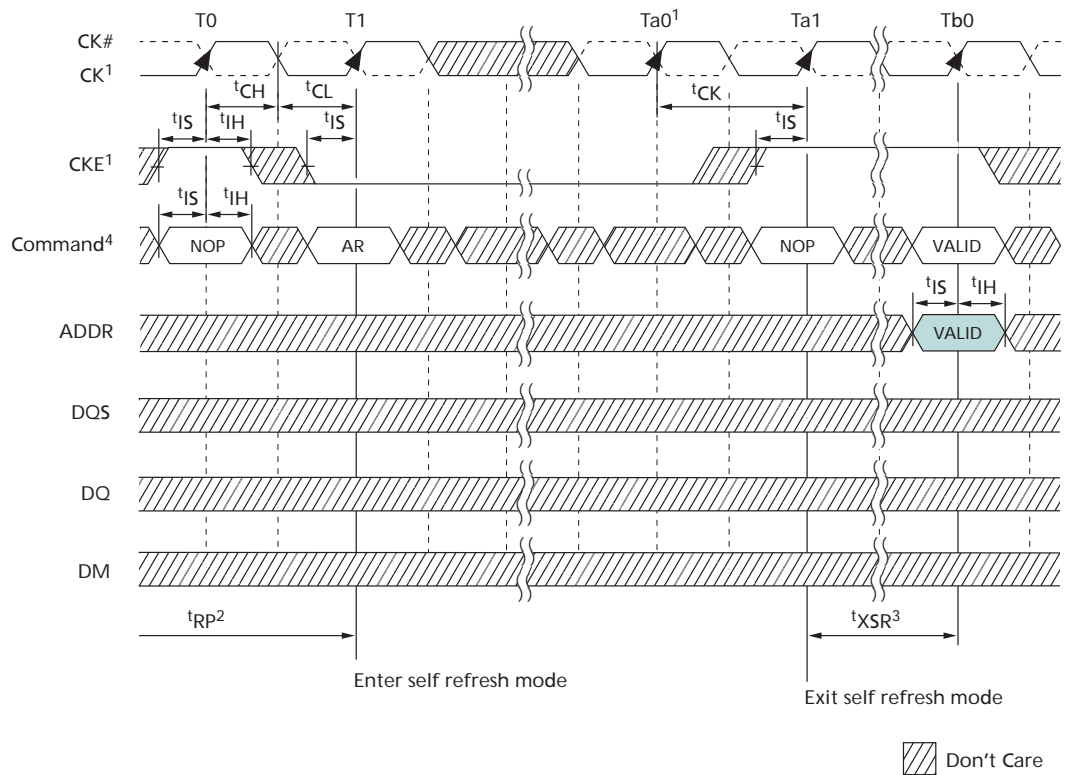 T0 T1 Ta0¹ Ta1 Tb0
CK#
CK¹
tCH tCL tCK
tIS tIH tIS tIS
CKE¹
tIS tIH
Command⁴ NOP AR NOP VALID
tIS tIH
ADDR VALID
DQS
DQ
DM
tRP² tXSR³
Enter self refresh mode
Exit self refresh mode
Don't Care